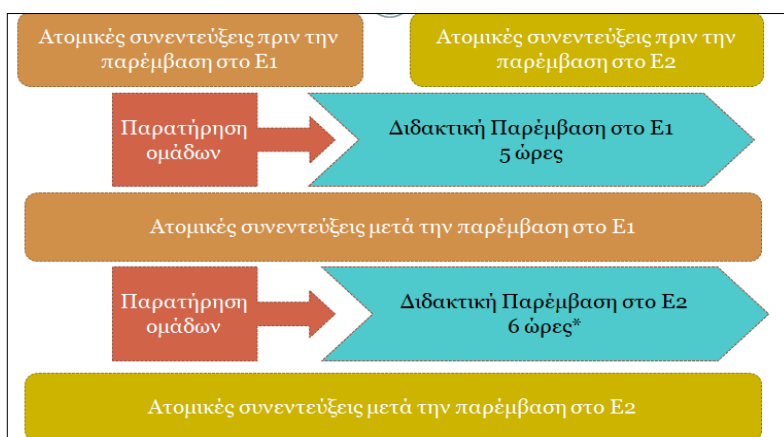 Ατομικές συνεντεύξεις πριν την
παρέμβαση στο Ε1
Ατομικές συνεντεύξεις πριν την
παρέμβαση στο Ε2
Παρατήρηση
ομάδων
Διδακτική Παρέμβαση στο Ε1
5 ώρες
Ατομικές συνεντεύξεις μετά την παρέμβαση στο Ε1
Παρατήρηση
ομάδων
Διδακτική Παρέμβαση στο Ε2
6 ώρες*
Ατομικές συνεντεύξεις μετά την παρέμβαση στο Ε2